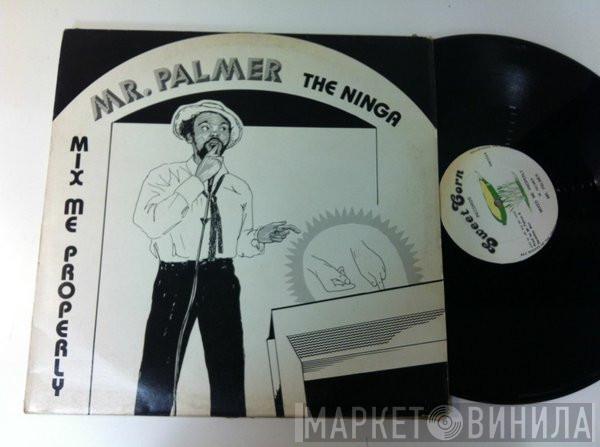 MR. PALMER THE NINGA
MIX ME PROPERLY
Sweet Corn
МАРКЕТ ВИНИЛА